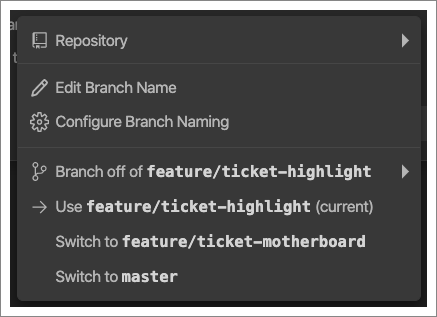 Repository
Edit Branch Name
Configure Branch Naming
Branch off of feature/ticket-highlight
Use feature/ticket-highlight (current)
Switch to feature/ticket-motherboard
Switch to master